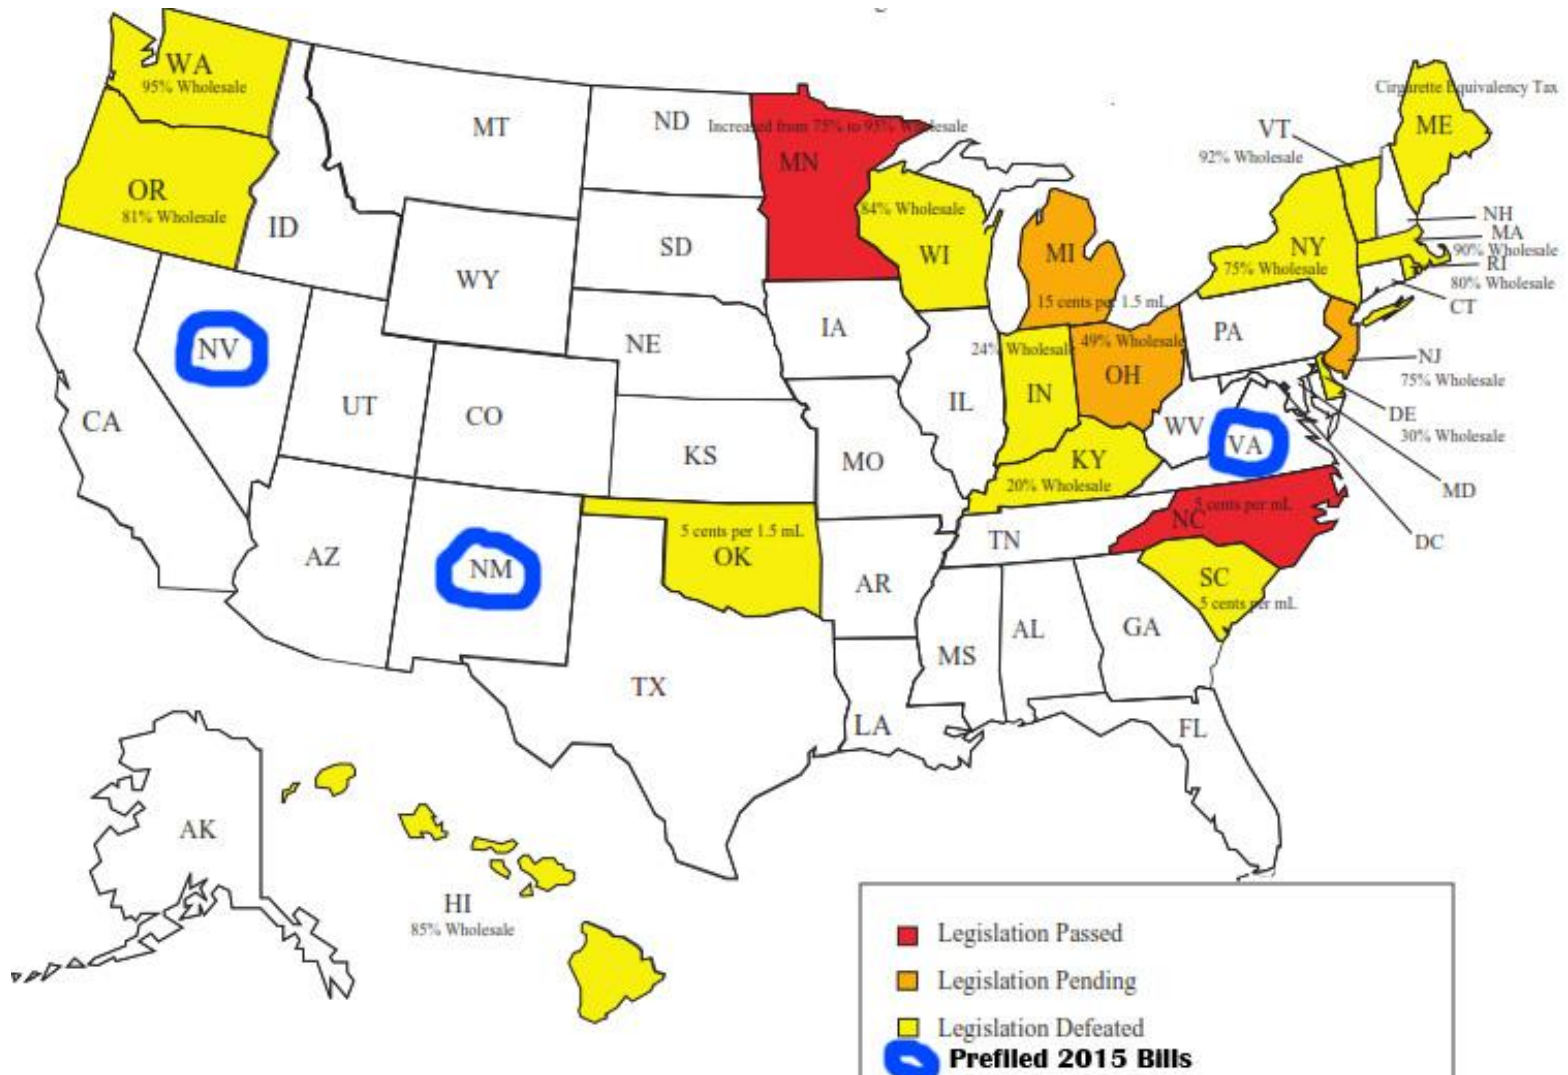 WA
95% Wholesale
OR
81% Wholesale
ID
MT
ND
Increased from 75% to 95% Wholesale
MN
SD
WY
NE
IA
84% Wholesale
WI
MI
15 cents per 1.5 mL
Cirgarette Equivalency Tax
ME
VT
92% Wholesale
NH
MA
90% Wholesale
RI
80% Wholesale
CT
NY
75% Wholesale
PA
NJ
75% Wholesale
DE
30% Wholesale
MD
DC
NV
CA
UT
CO
KS
MO
IL
24% Wholesale
IN
49% Wholesale
OH
WV
VA
KY
20% Wholesale
AZ
NM
5 cents per 1.5 mL
OK
AR
TN
5 cents per mL
NC
SC
5 cents per mL
MS
AL
GA
TX
LA
FL
AK
HI
85% Wholesale
Legislation Passed
Legislation Pending
Legislation Defeated
Prefiled 2015 Bills